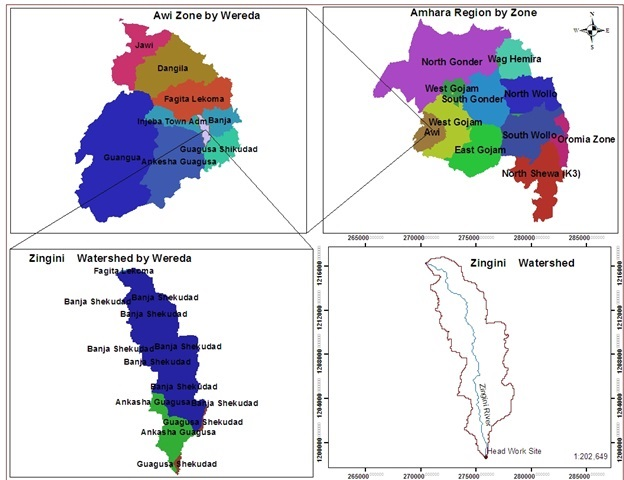 Awi Zone by Wereda
Jawi
Dangila
Fagita Lekoma
Injeba Town Adm
Banja
Guagusa Shikudad
Guangua
Ankesha Guagusa
Amhara Region by Zone
N
W
E
S
North Gonder
Wag Hemira
West Gojam
South Gonder
North Wollo
West Gojam
Awi
South Wollo
Oromia Zone
East Gojam
North Shewa (K3)
Zingini Watershed by Wereda
Fagita Lekoma
Banja Shekudad
Banja Shekudad
Banja Shekudad
Banja Shekudad
Banja Shekudad
Banja Shekudad
Banja Shekudad
Ankasha Guagusa
Banja Shekudad
Guagusa Shekudad
Ankasha Guagusa
Guagusa Shekudad
265000 270000 275000 280000 285000
Zingini Watershed
1216000
1212000
1208000
1204000
1200000
1216000
1212000
1208000
1204000
1200000
Zingini River
Head Work Site
1:202,649
265000 270000 275000 280000 285000